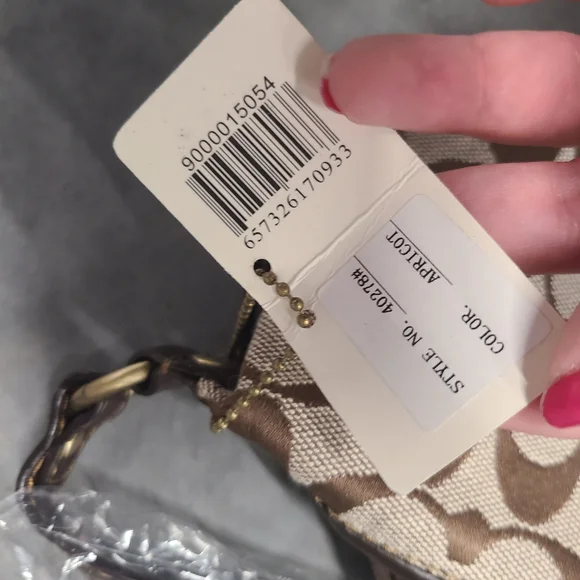 9000015054
657326170933
STYLE NO. 40278#
COLOR. APRICOT